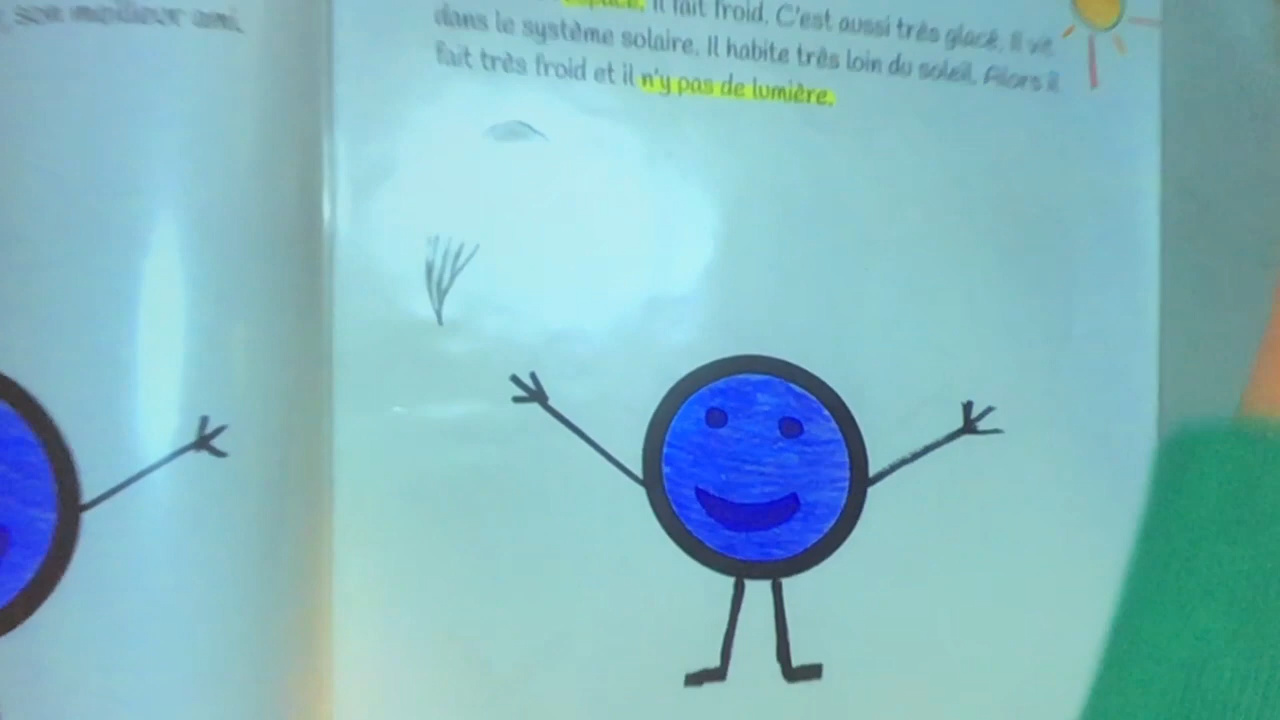 son meilleur ami.
espace. Il fait froid. C'est aussi très glacé. Il vit
dans le système solaire. Il habite très loin du soleil. Alors il
fait très froid et il n'y pas de lumière.